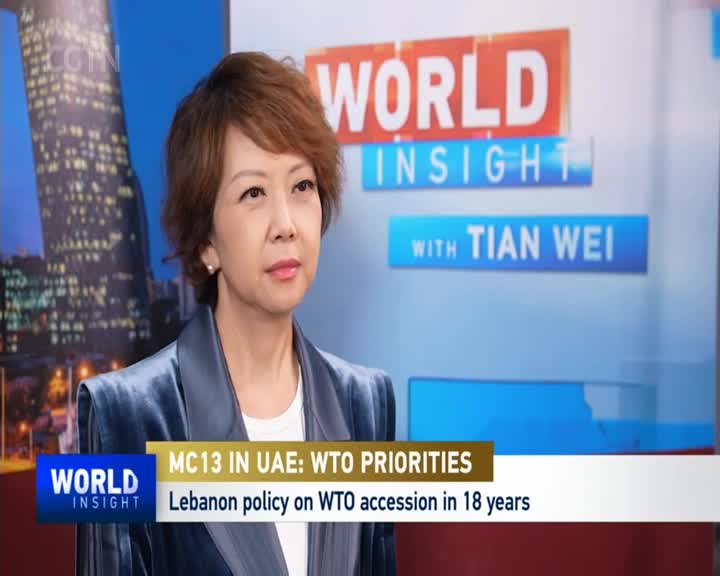 CGTN
WORLD
INSIGHT
WITH TIAN WEI
MC13 IN UAE: WTO PRIORITIES
WORLD
INSIGHT
Lebanon policy on WTO accession in 18 years